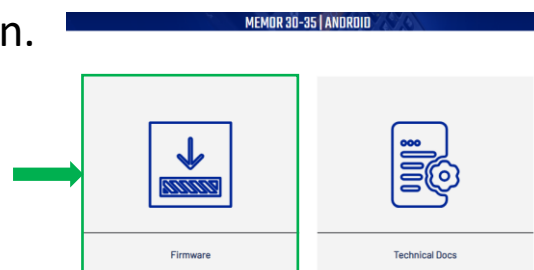 n.
MEMOR 30-35 | ANDROID
Firmware
Technical Docs